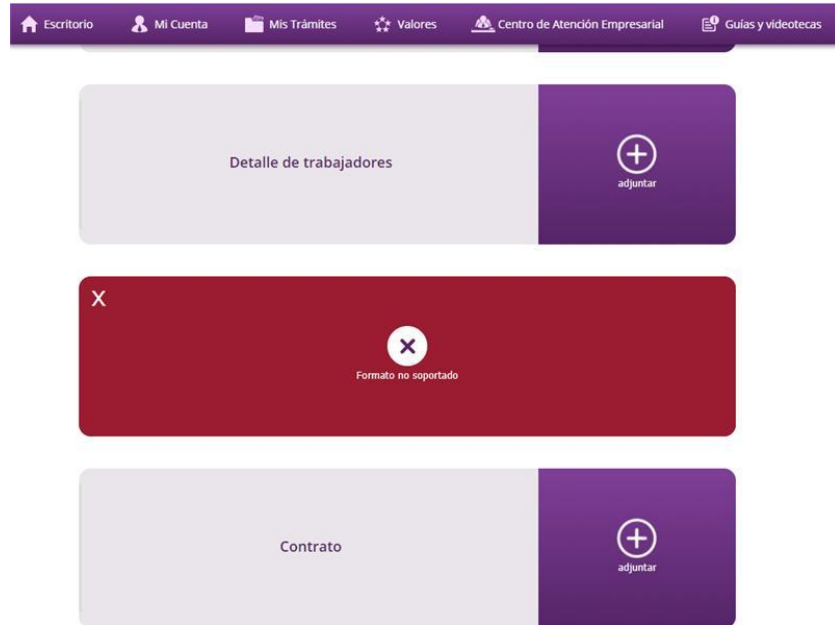 Escritorio Mi Cuenta Mis Trámites Valores Centro de Atención Empresarial Guías y videotecas
Detalle de trabajadores
adjuntar
X
Formato no soportado
Contrato
adjuntar